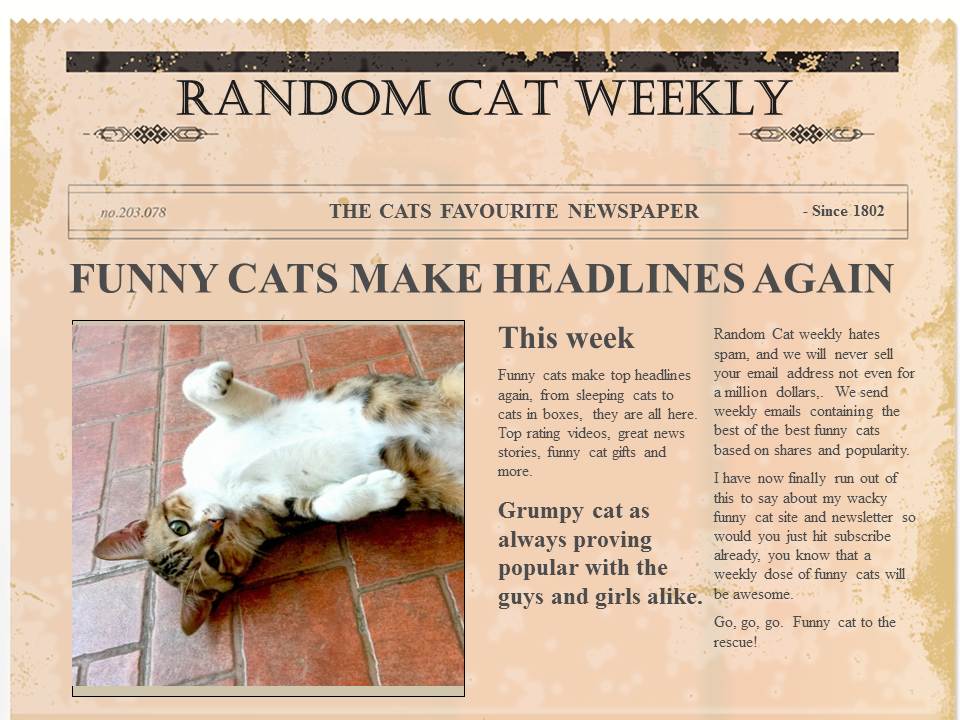 RANDOM CAT WEEKLY
no.203.078
THE CATS FAVOURITE NEWSPAPER
- Since 1802
FUNNY CATS MAKE HEADLINES AGAIN
This week
Funny cats make top headlines
again, from sleeping cats to
cats in boxes, they are all here.
Top rating videos, great news
stories, funny cat gifts and
more.
Grumpy cat as
always proving
popular with the
guys and girls alike.
Random Cat weekly hates
spam, and we will never sell
your email address not even for
a million dollars,. We send
weekly emails containing the
best of the best funny cats
based on shares and popularity.
I have now finally run out of
this to say about my wacky
funny cat site and newsletter so
would you just hit subscribe
already, you know that a
weekly dose of funny cats will
be awesome.
Go, go, go. Funny cat to the
rescue!